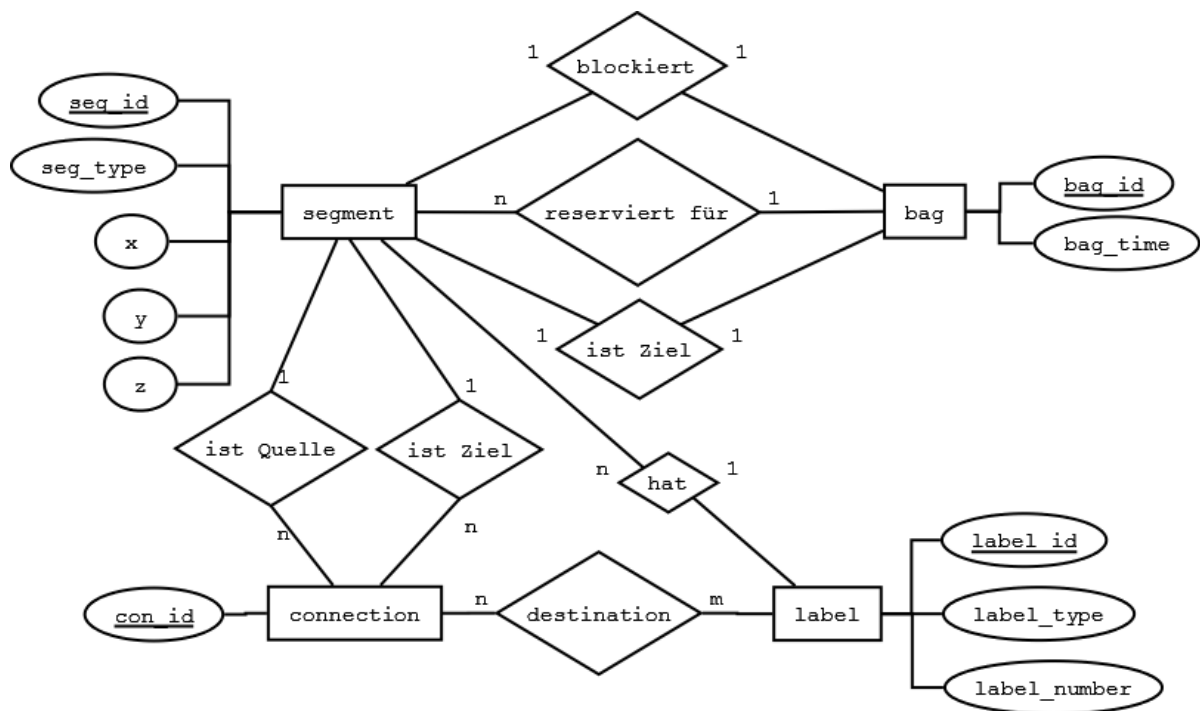 1
blockiert
1
seg_id
seg_type
x
y
z
segment
n
reserviert für
1
bag
bag_id
bag_time
1
ist Ziel
1
1
ist Quelle
n
1
ist Ziel
n
n
hat
1
con_id
connection
n
destination
m
label
label_id
label_type
label_number